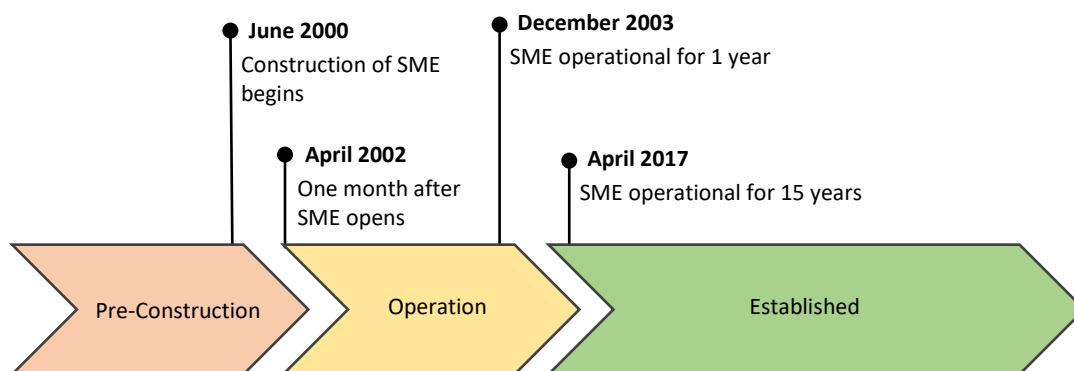 June 2000
Construction of SME
begins
December 2003
SME operational for 1 year
April 2002
One month after
SME opens
April 2017
SME operational for 15 years
Pre-Construction
Operation
Established